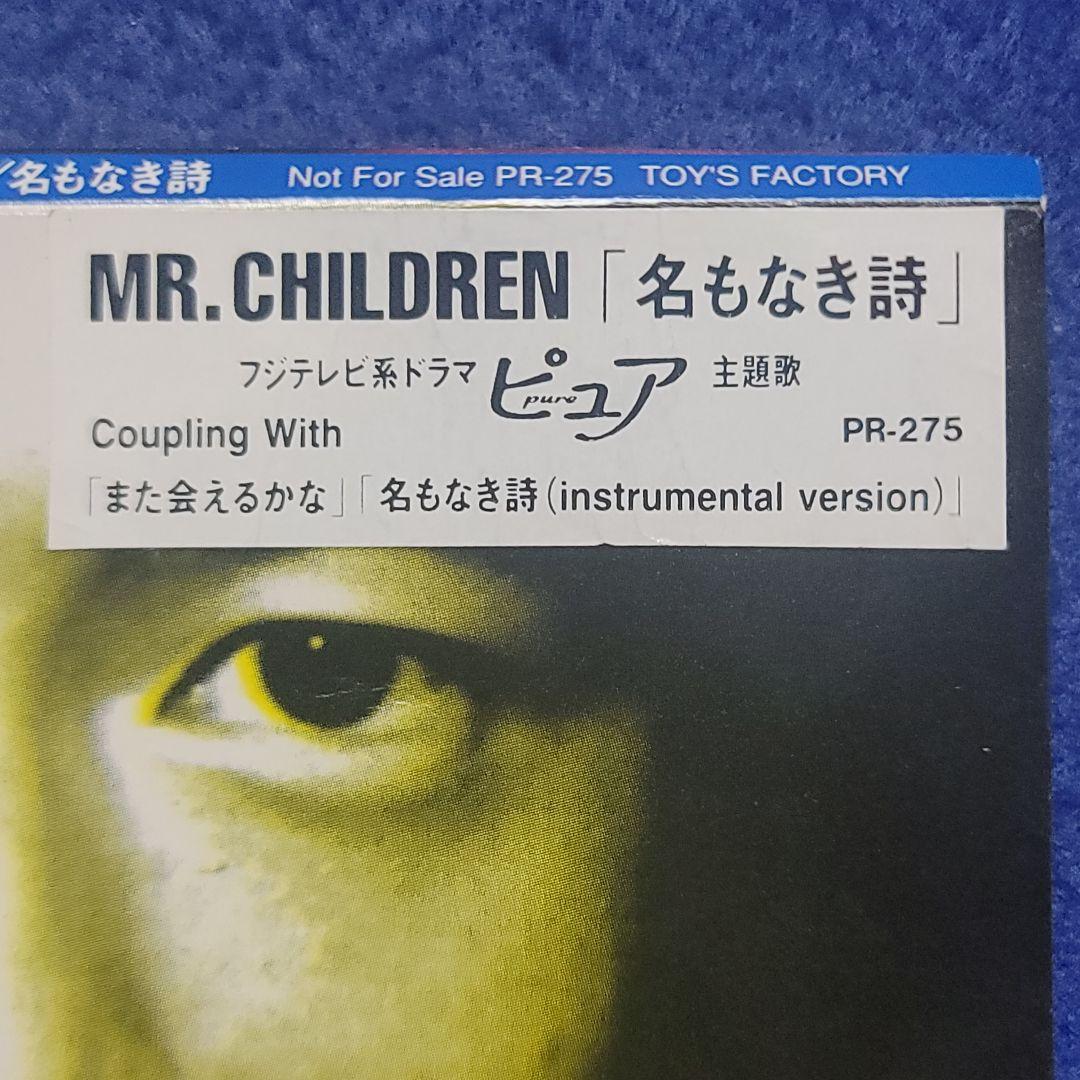 ／名もなき詩 Not For Sale PR-275 TOY'S FACTORY
MR.CHILDREN「名もなき詩」
フジテレビ系ドラマ ピュア pure 主題歌
Coupling With PR-275
「また会えるかな」「名もなき詩(instrumental version)」